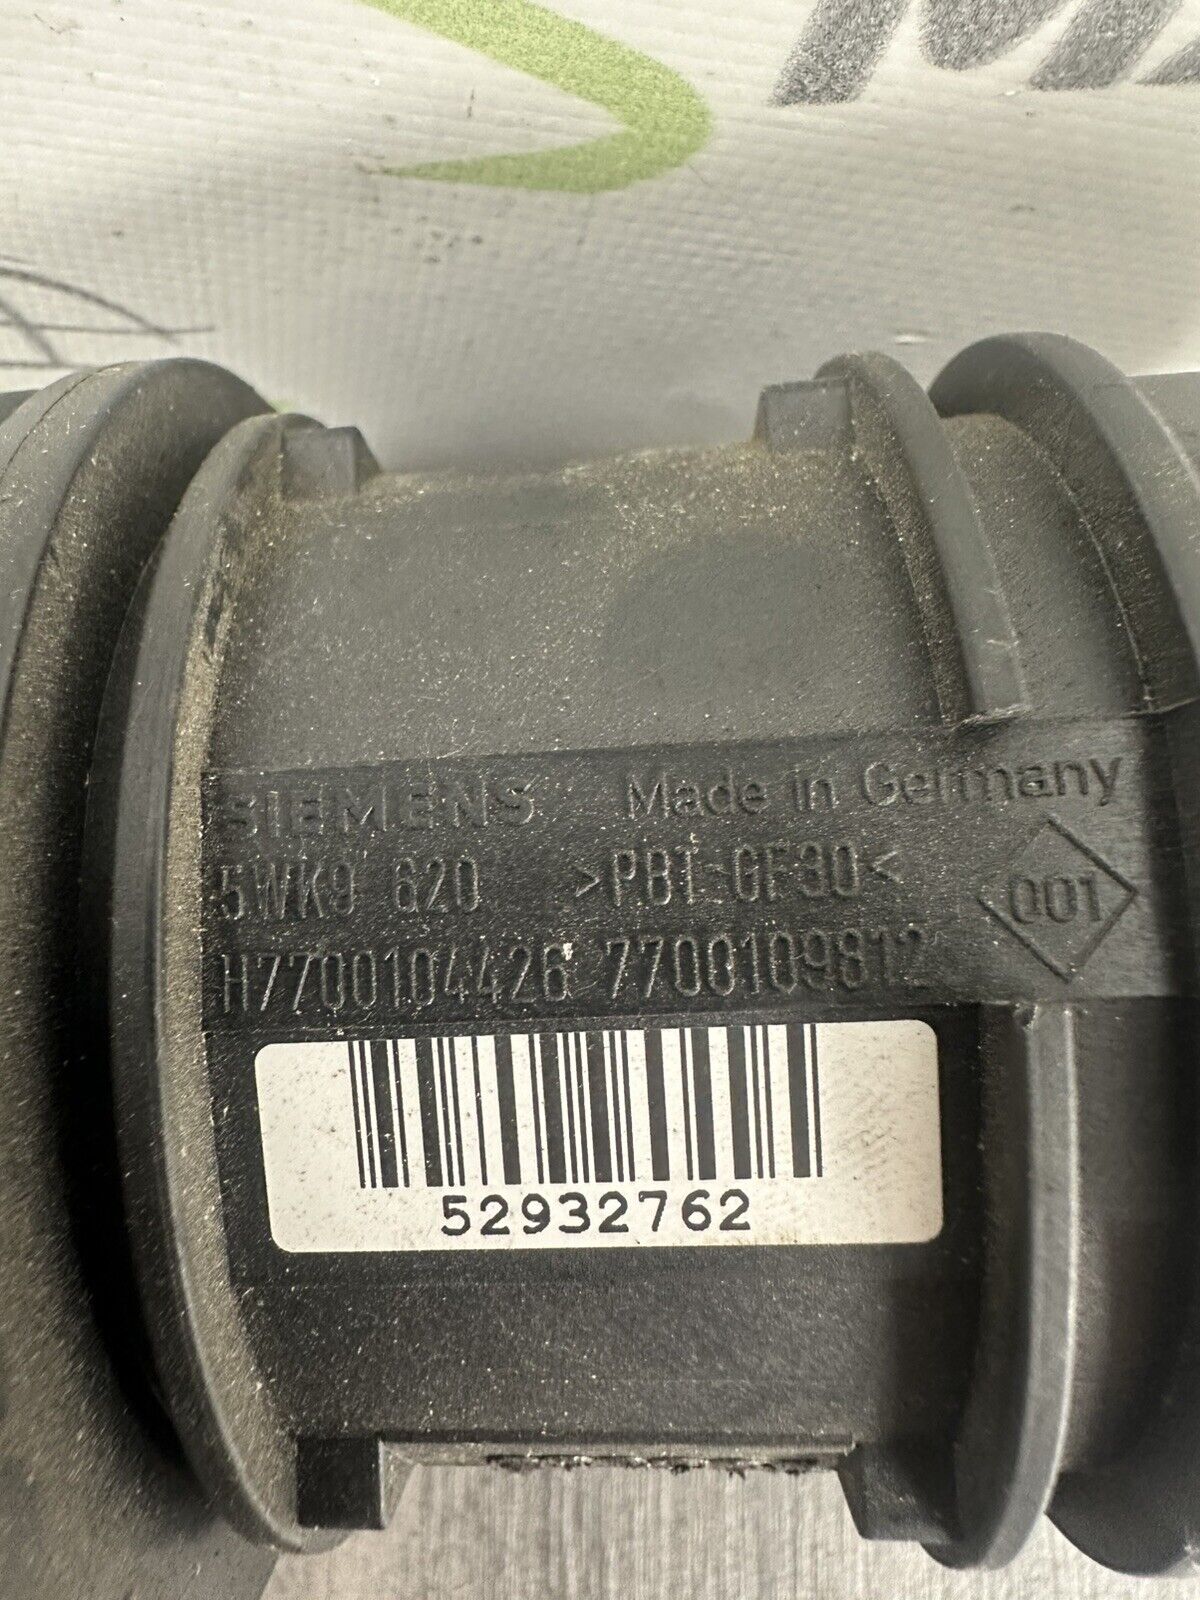 SIEMENS Made in Germany
5WK9 620 >PBT-GF30<
001
H7700104426 7700109812
52932762